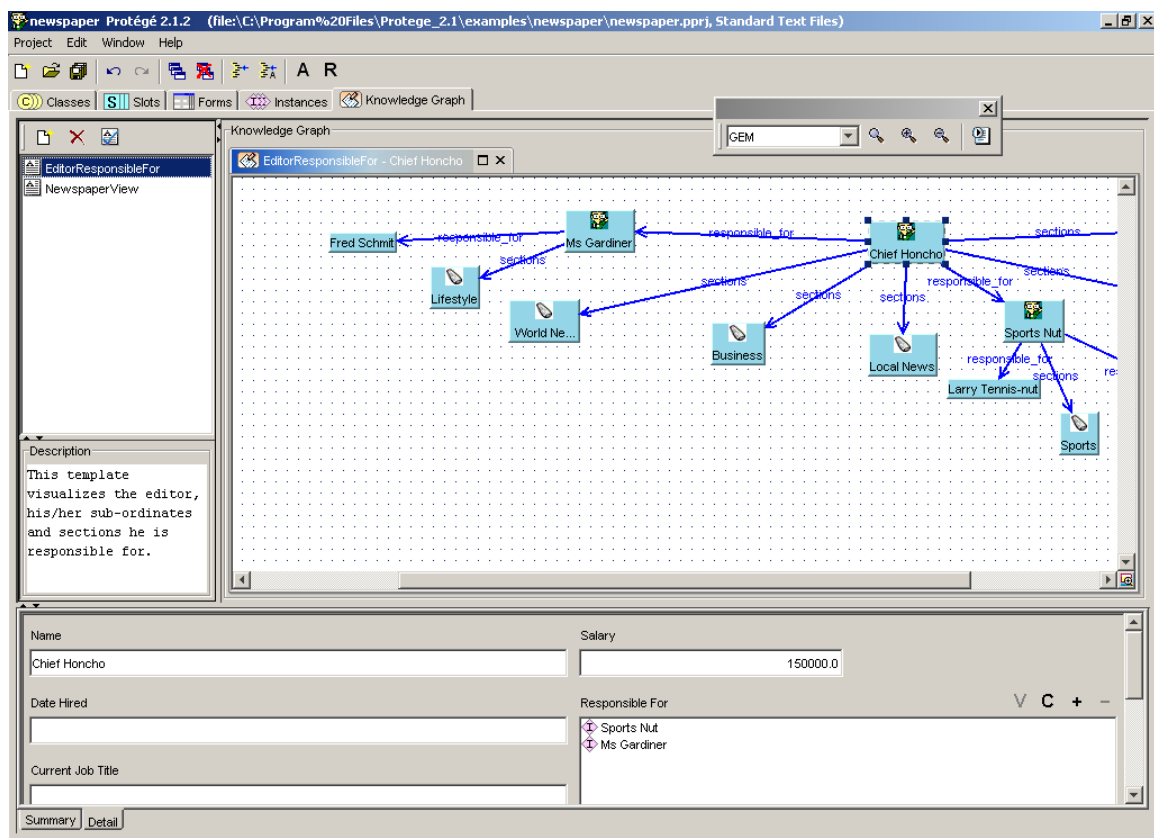 newspaper Protégé 2.1.2 (file:\C:\Program%20Files\Protege_2.1\examples\newspaper\newspaper.pprj, Standard Text Files)
Project Edit Window Help
A R
C Classes S Slots Forms I Instances Knowledge Graph
EditorResponsibleFor
NewspaperView
Knowledge Graph
GEM
EditorResponsibleFor - Chief Honcho
Fred Schmit
responsible_for
Ms Gardiner
responsible_for
Chief Honcho
sections
sections
Lifestyle
sections
World Ne...
sections
Business
sections
Local News
responsible_for
sections
Sports Nut
responsible_for
Larry Tennis-nut
sections
Sports
re
Description
This template
visualizes the editor,
his/her sub-ordinates
and sections he is
responsible for.
Name
Chief Honcho
Salary
150000.0
Date Hired
Responsible For
V C + -
I Sports Nut
I Ms Gardiner
Current Job Title
Summary Detail